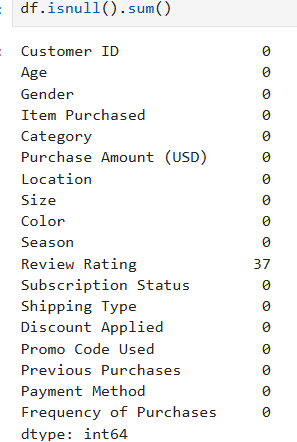 df.isnull().sum()
Customer ID 0
Age 0
Gender 0
Item Purchased 0
Category 0
Purchase Amount (USD) 0
Location 0
Size 0
Color 0
Season 0
Review Rating 37
Subscription Status 0
Shipping Type 0
Discount Applied 0
Promo Code Used 0
Previous Purchases 0
Payment Method 0
Frequency of Purchases 0
dtype: int64